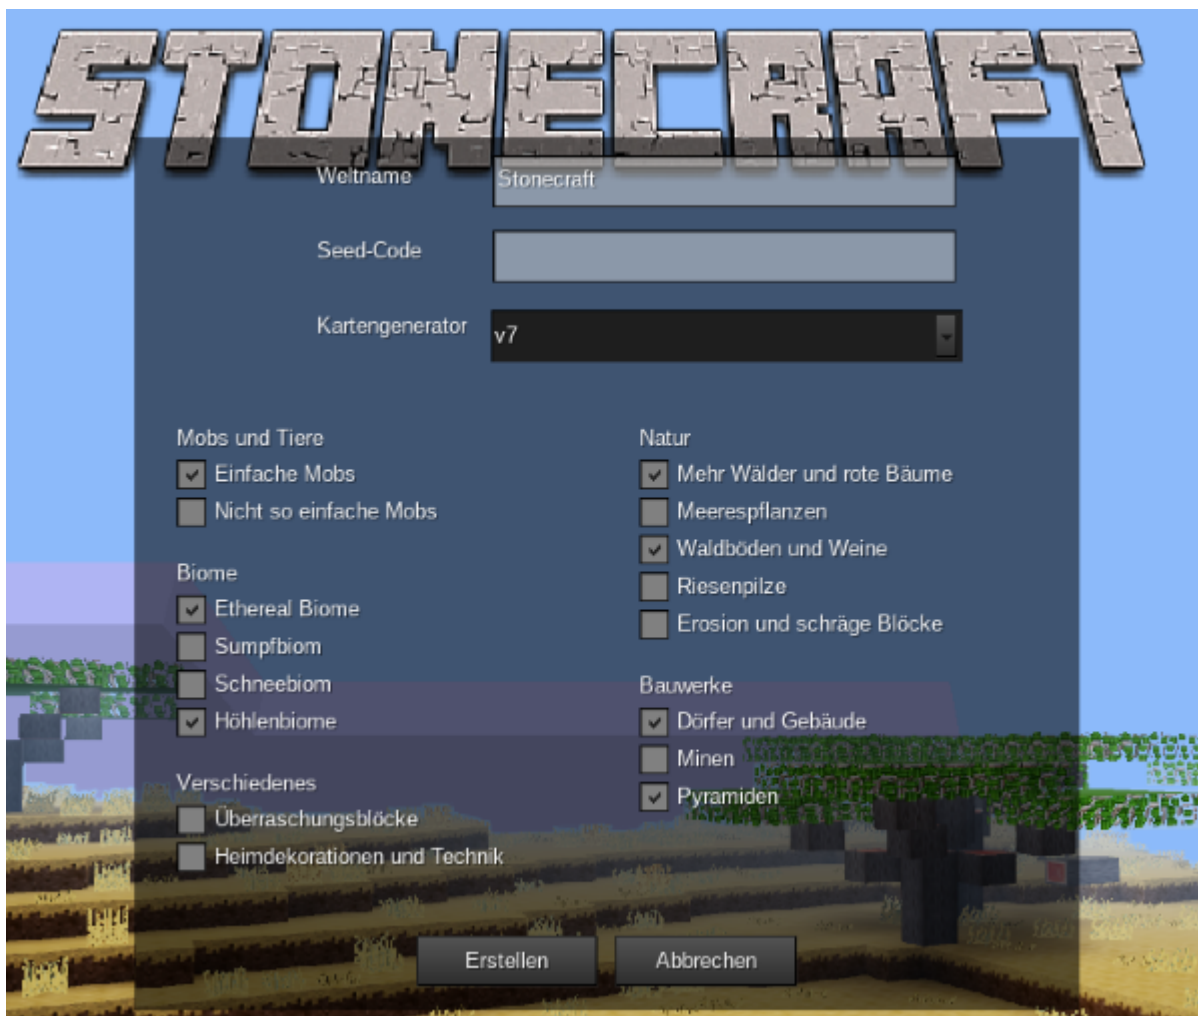 STONECRAFT
Weltname
Stonecraft
Seed-Code
Kartengenerator
v7
Mobs und Tiere
Einfache Mobs
Nicht so einfache Mobs
Biome
Ethereal Biome
Sumpfbiom
Schneebiom
Höhlenbiome
Verschiedenes
Überraschungsblöcke
Heimdekorationen und Technik
Natur
Mehr Wälder und rote Bäume
Meerespflanzen
Waldböden und Weine
Riesenpilze
Erosion und schräge Blöcke
Bauwerke
Dörfer und Gebäude
Minen
Pyramiden
Erstellen
Abbrechen